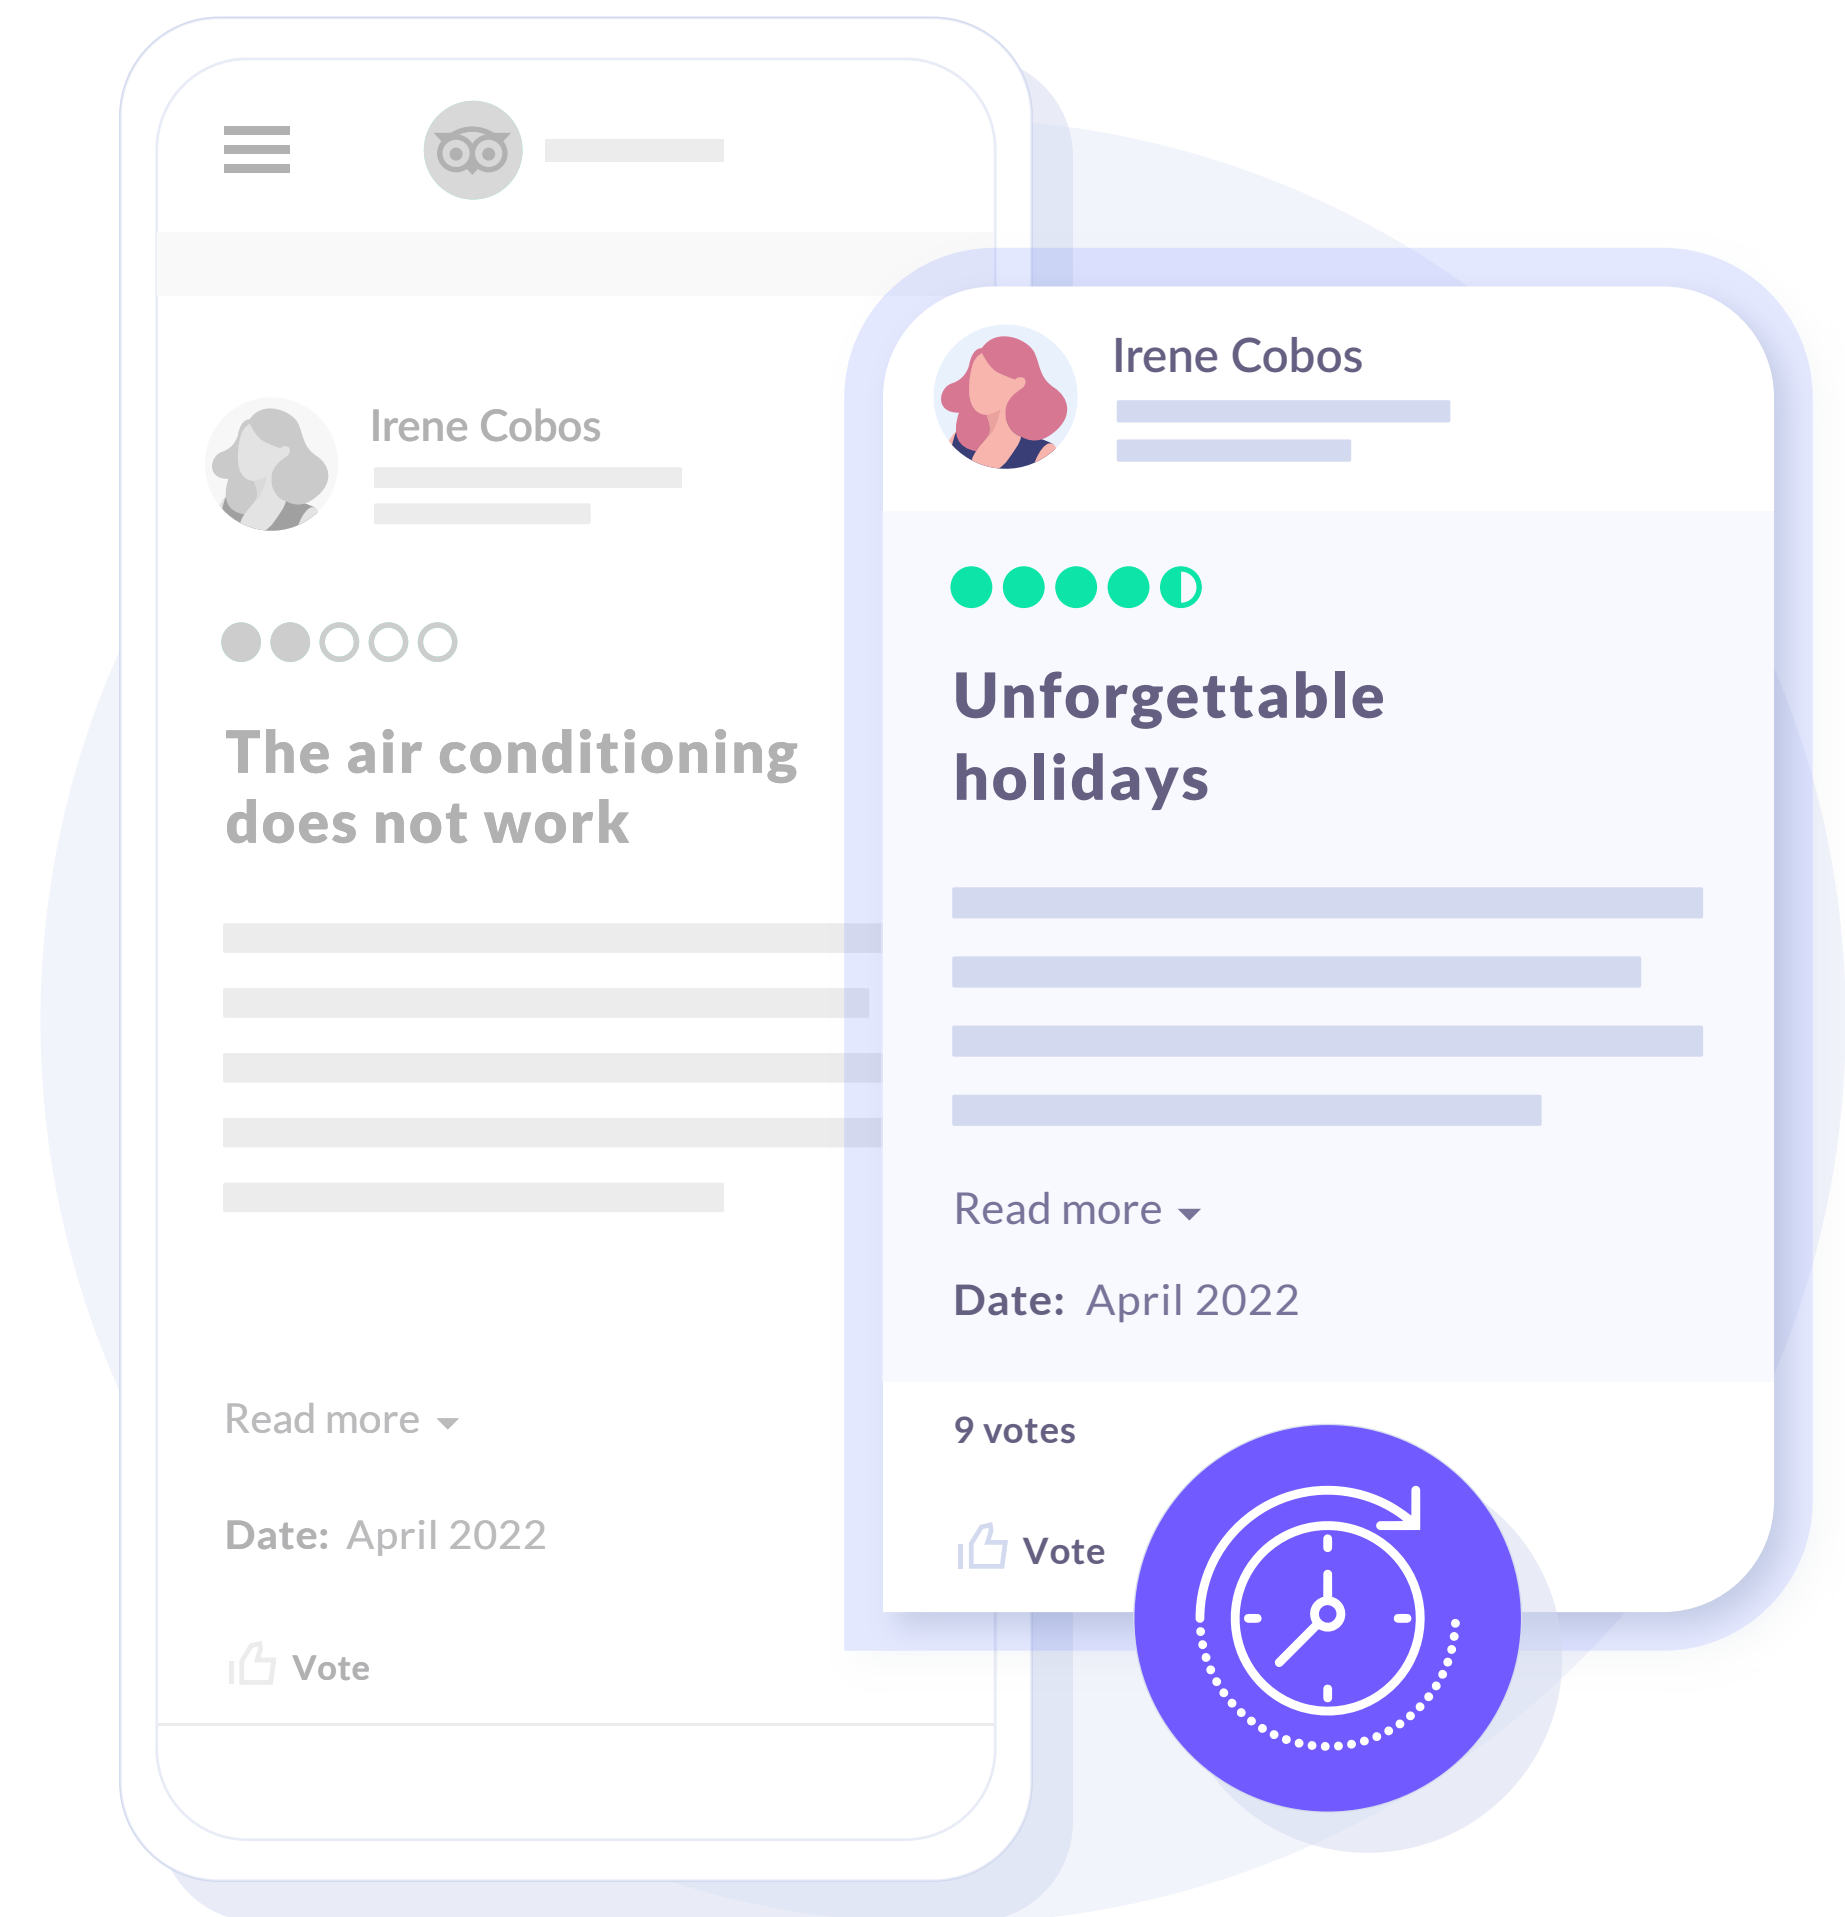 Irene Cobos
The air conditioning
does not work
Read more
Date: April 2022
Vote
Irene Cobos
Unforgettable
holidays
Read more
Date: April 2022
9 votes
Vote